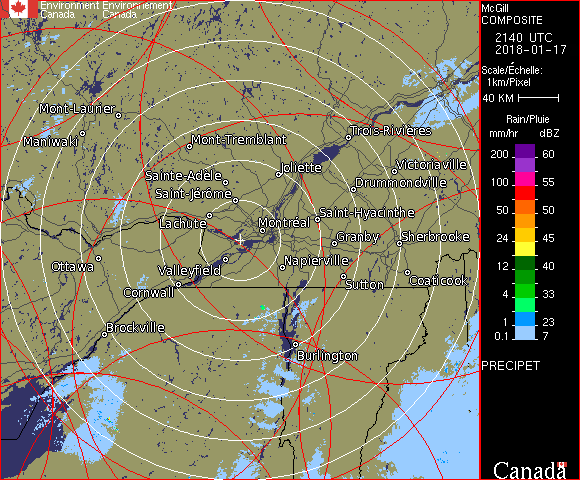 Environment Environnement
Canada Canada
McGill
COMPOSITE
2140 UTC
2018-01-17
Scale/Échelle:
1km/Pixel
40 KM
Rain/Pluie
mm/hr dBZ
200 60
150 57
100 55
50 50
24 45
12 40
4 33
1 23
0.1 7
PRECIPET
Canada
Mont-Laurier
Maniwaki
Mont-Tremblant
Trois-Rivières
Joliette
Victoriaville
Sainte-Adèle
Drummondville
Saint-Jérôme
Saint-Hyacinthe
Lachute
Montréal
Granby
Sherbrooke
Ottawa
Valleyfield
Napierville
Cornwall
Sutton
Coaticook
Brockville
Burlington